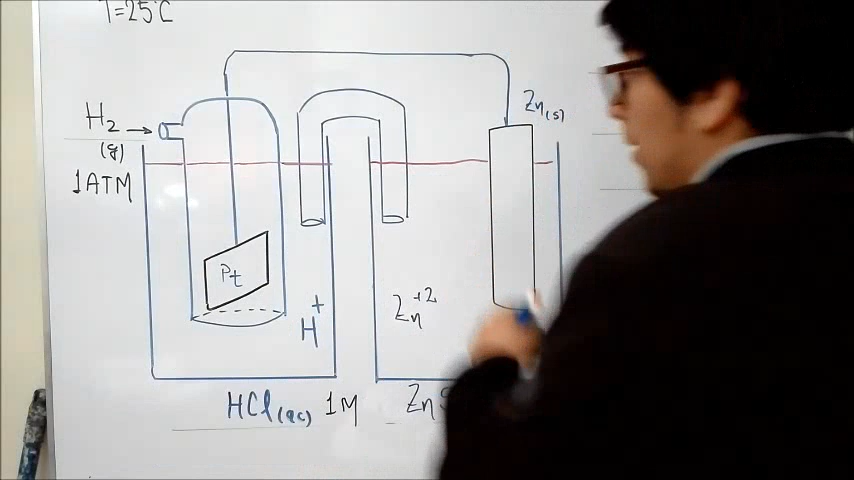 T=25°C
H2
(g)
1ATM
Zn(s)
Pt
H+
Zn+2
HCl(ac) 1M